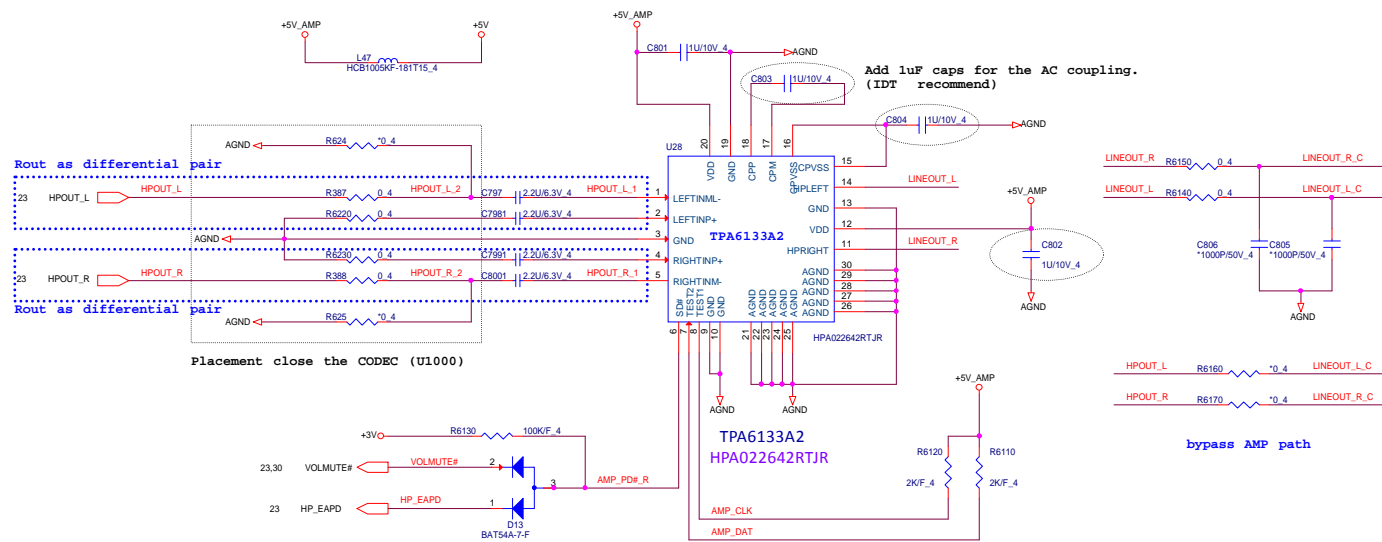 +5V_AMP
+5V
L47
HCB1005KF-181T15_4
+5V_AMP
C801
1U/10V_4
AGND
C803
1U/10V_4
Add 1uF caps for the AC coupling.
(IDT recommend)
C804
1U/10V_4
AGND
U28
20
19
18
17
16
VDD
GND
CPP
CPM
CPVSS
CPVSS
15
HPLEFT
14
LINEOUT_L
GND
13
VDD
12
HPRIGHT
11
LINEOUT_R
AGND
30
AGND
29
AGND
28
AGND
27
AGND
26
TPA6133A2
1
LEFTINML-
2
LEFTINP+
3
GND
4
RIGHTINP+
5
RIGHTINM-
SD#
TEST2
TEST1
GND
GND
AGND
AGND
AGND
AGND
AGND
6
7
8
9
10
21
22
23
24
25
HPA022642RTJR
AGND
R624
*0_4
Rout as differential pair
23
HPOUT_L
HPOUT_L
R387
0_4
HPOUT_L_2
C797
2.2U/6.3V_4
HPOUT_L_1
R6220
0_4
C7981
2.2U/6.3V_4
AGND
R6230
0_4
C7991
2.2U/6.3V_4
23
HPOUT_R
HPOUT_R
R388
0_4
HPOUT_R_2
C8001
2.2U/6.3V_4
HPOUT_R_1
Rout as differential pair
AGND
R625
*0_4
Placement close the CODEC (U1000)
+5V_AMP
C802
1U/10V_4
AGND
LINEOUT_R
R6150
0_4
LINEOUT_R_C
LINEOUT_L
R6140
0_4
LINEOUT_L_C
C806
*1000P/50V_4
C805
*1000P/50V_4
AGND
HPOUT_L
R6160
*0_4
LINEOUT_L_C
HPOUT_R
R6170
*0_4
LINEOUT_R_C
bypass AMP path
AGND
AGND
TPA6133A2
HPA022642RTJR
+5V_AMP
R6120
R6110
2K/F_4
2K/F_4
+3V
R6130
100K/F_4
23,30
VOLMUTE#
VOLMUTE#
2
3
AMP_PD#_R
23
HP_EAPD
HP_EAPD
1
D13
BAT54A-7-F
AMP_CLK
AMP_DAT